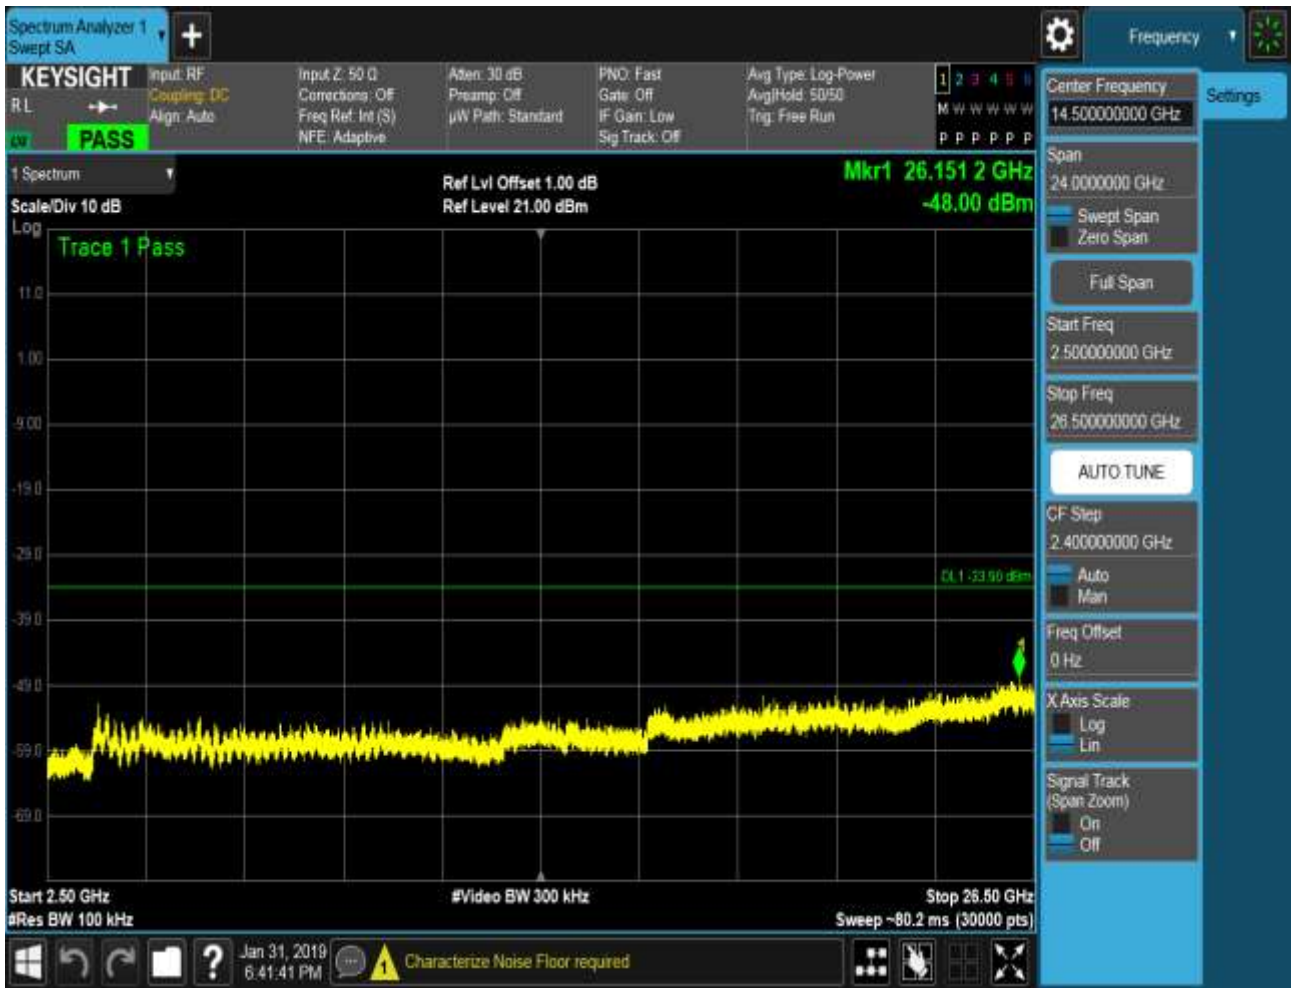 Spectrum Analyzer 1
Swept SA
+
Frequency
KEYSIGHT
R L
PASS
Input: RF
Coupling: DC
Align: Auto
Input Z: 50 Ω
Corrections: Off
Freq Ref: Int (S)
NFE: Adaptive
Atten: 30 dB
Preamp: Off
µW Path: Standard
PNO: Fast
Gate: Off
IF Gain: Low
Sig Track: Off
Avg Type: Log-Power
Avg|Hold: 50/50
Trig: Free Run
1 2 3 4 5 6
M W W W W W
P P P P P P
1 Spectrum
Scale/Div 10 dB
Log
Ref Lvl Offset 1.00 dB
Ref Level 21.00 dBm
Mkr1 26.151 2 GHz
-48.00 dBm
Trace 1 Pass
11.0
1.00
-9.00
-19.0
-29.0
DL1 -33.90 dBm
-39.0
1
-49.0
-59.0
-69.0
Start 2.50 GHz
#Res BW 100 kHz
#Video BW 300 kHz
Stop 26.50 GHz
Sweep ~80.2 ms (30000 pts)
?
Jan 31, 2019
6:41:41 PM
1
Characterize Noise Floor required
Center Frequency
14.500000000 GHz
Settings
Span
24.0000000 GHz
Swept Span
Zero Span
Full Span
Start Freq
2.500000000 GHz
Stop Freq
26.500000000 GHz
AUTO TUNE
CF Step
2.400000000 GHz
Auto
Man
Freq Offset
0 Hz
X Axis Scale
Log
Lin
Signal Track
(Span Zoom)
On
Off